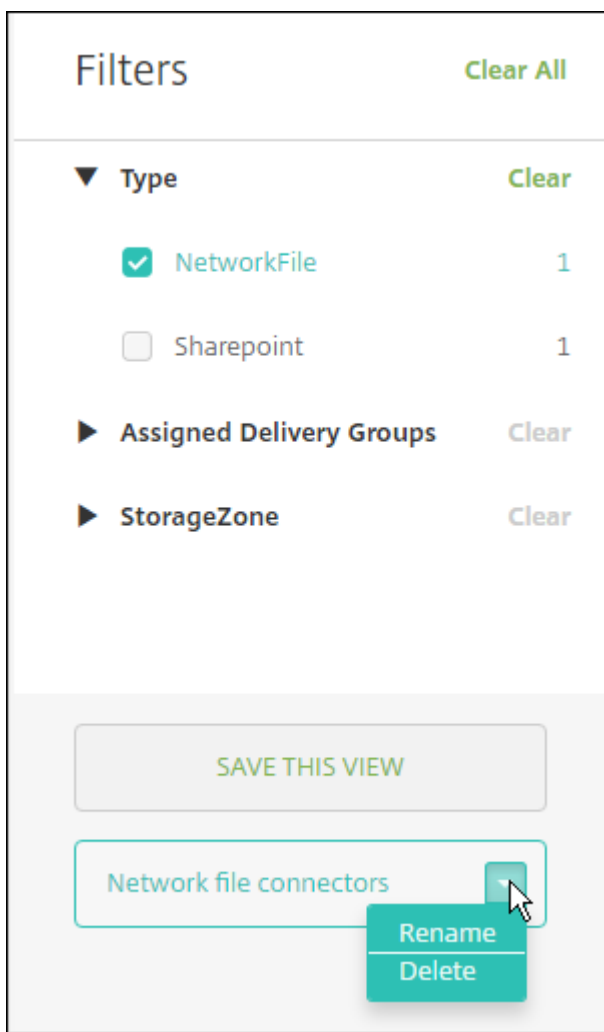 Filters Clear All
Type Clear
NetworkFile 1
Sharepoint 1
Assigned Delivery Groups Clear
StorageZone Clear
SAVE THIS VIEW
Network file connectors
Rename
Delete